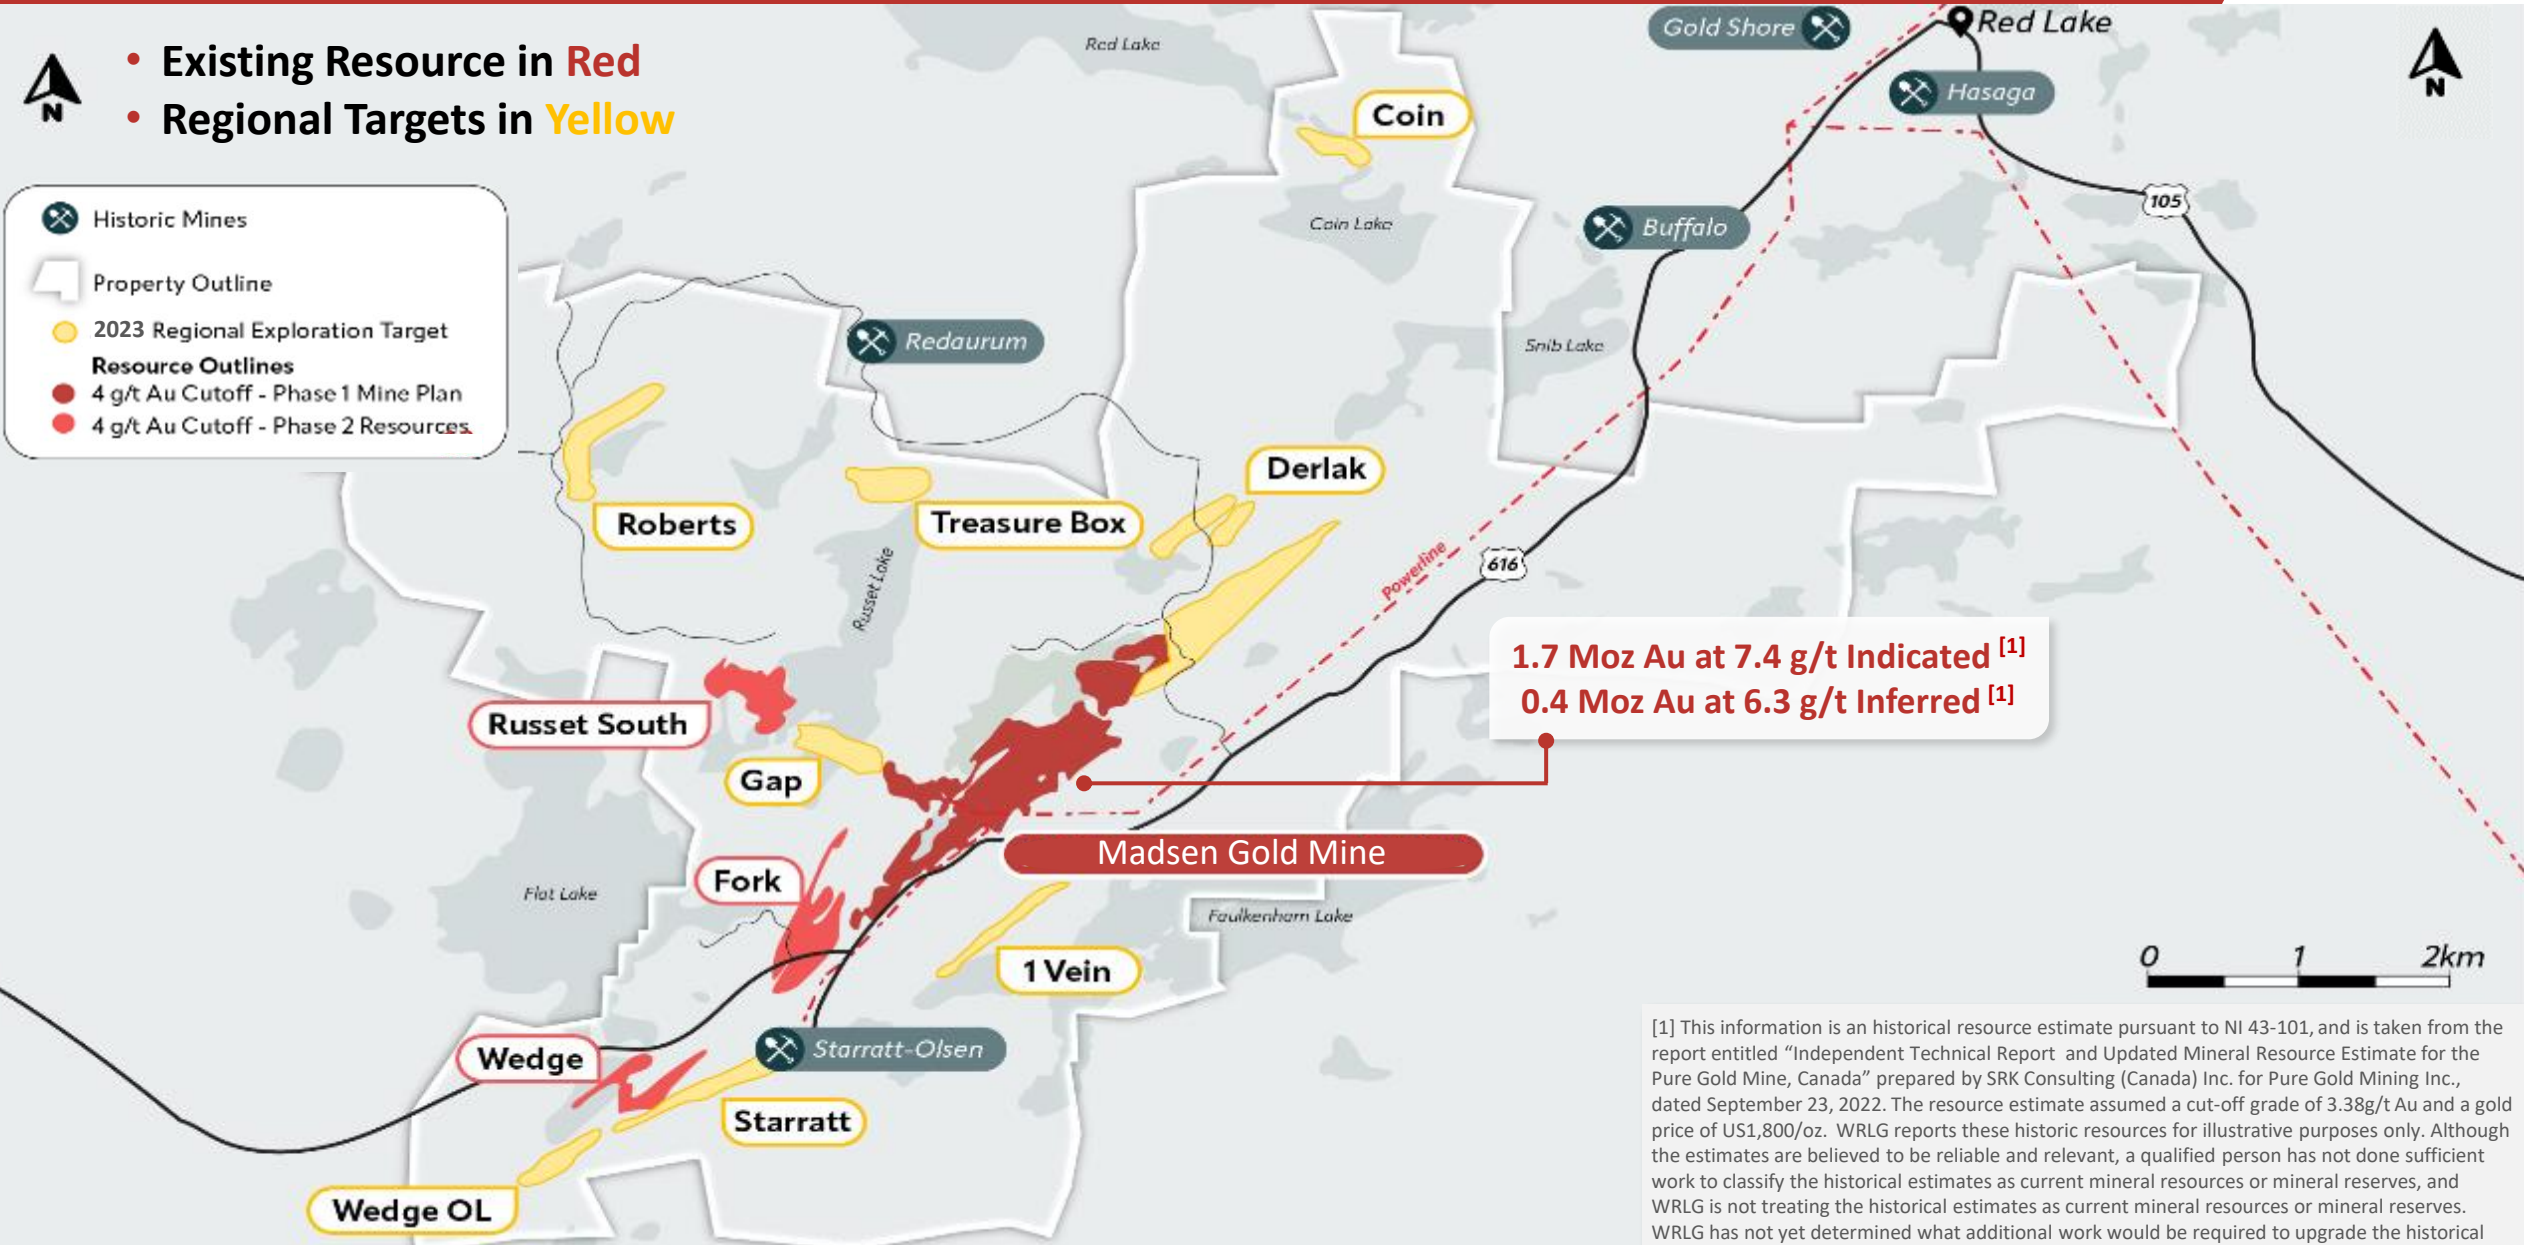 • Existing Resource in Red
• Regional Targets in Yellow
N
N
Historic Mines
Property Outline
2023 Regional Exploration Target
Resource Outlines
4 g/t Au Cutoff - Phase 1 Mine Plan
4 g/t Au Cutoff - Phase 2 Resources
Red Lake
Gold Shore
Red Lake
Hasaga
Coin
Coin Lake
Buffalo
105
Redaurum
Snib Lake
Derlak
Roberts
Treasure Box
Russet Lake
Powerline
616
1.7 Moz Au at 7.4 g/t Indicated [1]
0.4 Moz Au at 6.3 g/t Inferred [1]
Russet South
Gap
Madsen Gold Mine
Fork
Flat Lake
Faulkenham Lake
1 Vein
0 1 2km
Starratt-Olsen
Wedge
Starratt
Wedge OL
[1] This information is an historical resource estimate pursuant to NI 43-101, and is taken from the
report entitled “Independent Technical Report and Updated Mineral Resource Estimate for the
Pure Gold Mine, Canada” prepared by SRK Consulting (Canada) Inc. for Pure Gold Mining Inc.,
dated September 23, 2022. The resource estimate assumed a cut-off grade of 3.38g/t Au and a gold
price of US1,800/oz. WRLG reports these historic resources for illustrative purposes only. Although
the estimates are believed to be reliable and relevant, a qualified person has not done sufficient
work to classify the historical estimates as current mineral resources or mineral reserves, and
WRLG is not treating the historical estimates as current mineral resources or mineral reserves.
WRLG has not yet determined what additional work would be required to upgrade the historical